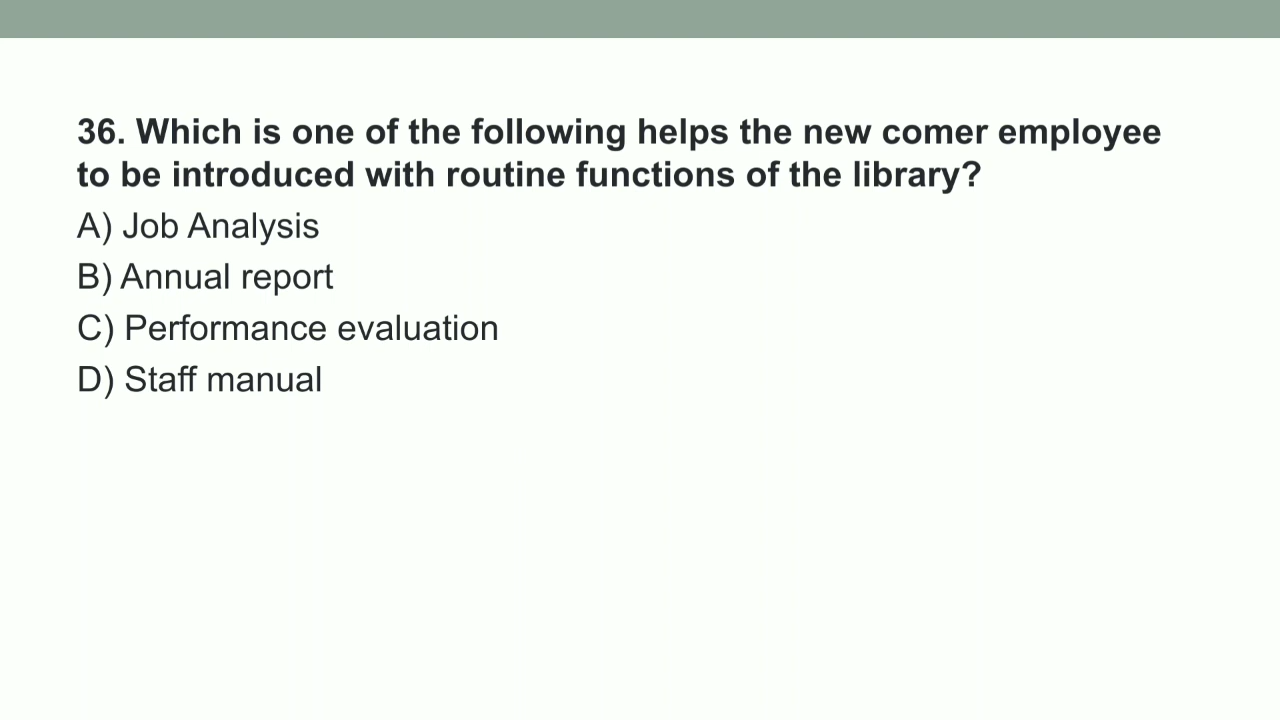 36. Which is one of the following helps the new comer employee
to be introduced with routine functions of the library?
A) Job Analysis
B) Annual report
C) Performance evaluation
D) Staff manual